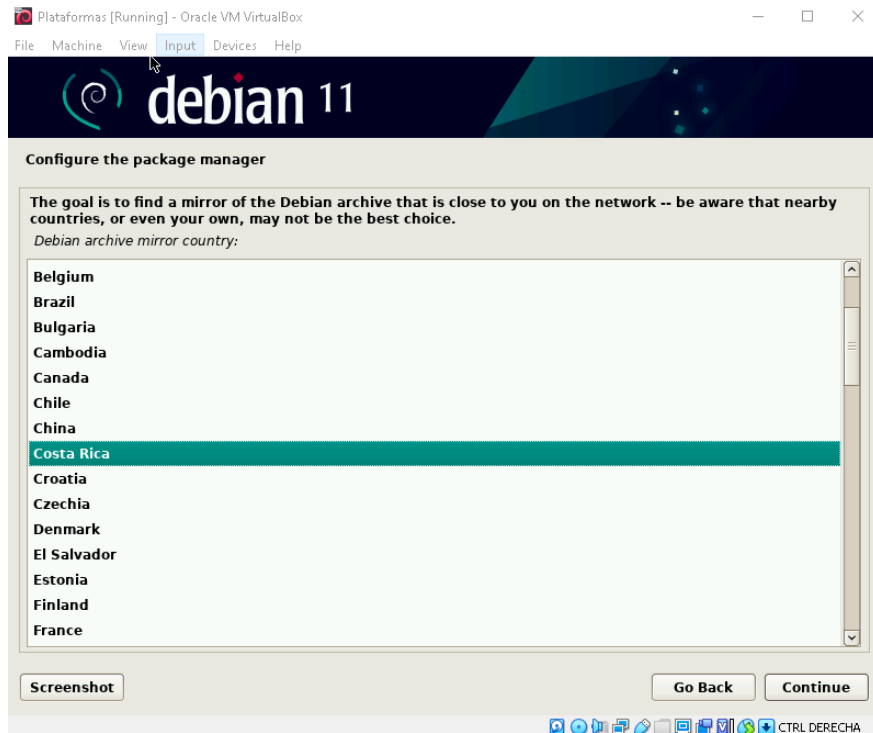 Plataformas [Running] - Oracle VM VirtualBox
File Machine View Input Devices Help
debian 11
Configure the package manager
The goal is to find a mirror of the Debian archive that is close to you on the network -- be aware that nearby
countries, or even your own, may not be the best choice.
Debian archive mirror country:
Belgium
Brazil
Bulgaria
Cambodia
Canada
Chile
China
Costa Rica
Croatia
Czechia
Denmark
El Salvador
Estonia
Finland
France
Screenshot Go Back Continue
CTRL DERECHA